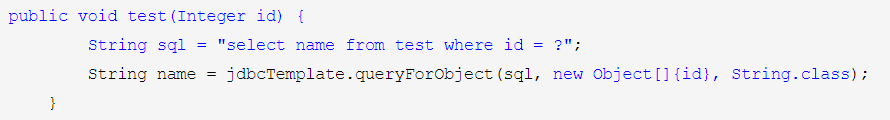 public void test(Integer id) {
        String sql = "select name from test where id = ?";
        String name = jdbcTemplate.queryForObject(sql, new Object[]{id}, String.class);
    }